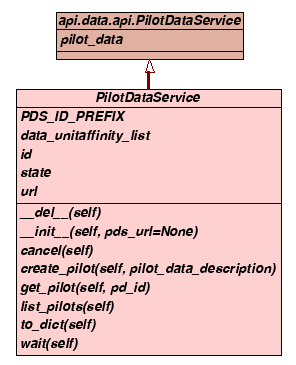 api.data.api.PilotDataService
pilot_data
PilotDataService
PDS_ID_PREFIX
data_unitaffinity_list
id
state
url
__del__(self)
__init__(self, pds_url=None)
cancel(self)
create_pilot(self, pilot_data_description)
get_pilot(self, pd_id)
list_pilots(self)
to_dict(self)
wait(self)